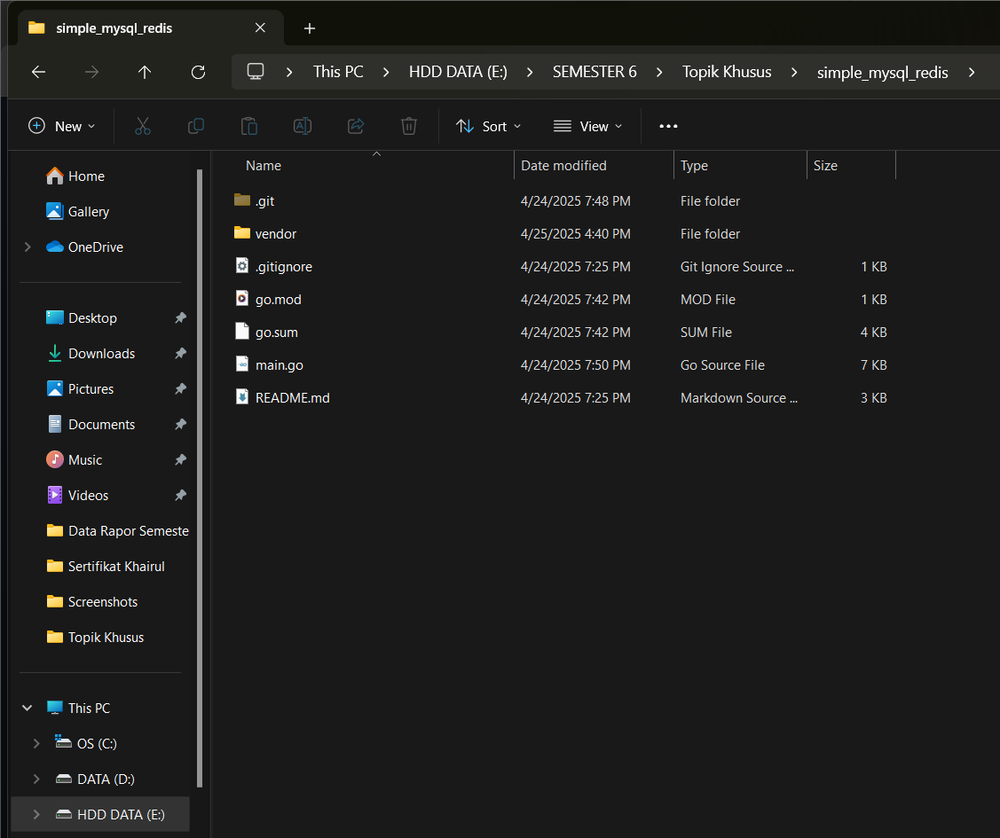 simple_mysql_redis
This PC HDD DATA (E:) SEMESTER 6 Topik Khusus simple_mysql_redis
New Sort View
Home
Gallery
OneDrive
Desktop
Downloads
Pictures
Documents
Music
Videos
Data Rapor Semeste
Sertifikat Khairul
Screenshots
Topik Khusus
This PC
OS (C:)
DATA (D:)
HDD DATA (E:)
Name Date modified Type Size
.git 4/24/2025 7:48 PM File folder
vendor 4/25/2025 4:40 PM File folder
.gitignore 4/24/2025 7:25 PM Git Ignore Source ... 1 KB
go.mod 4/24/2025 7:42 PM MOD File 1 KB
go.sum 4/24/2025 7:42 PM SUM File 4 KB
main.go 4/24/2025 7:50 PM Go Source File 7 KB
README.md 4/24/2025 7:25 PM Markdown Source ... 3 KB